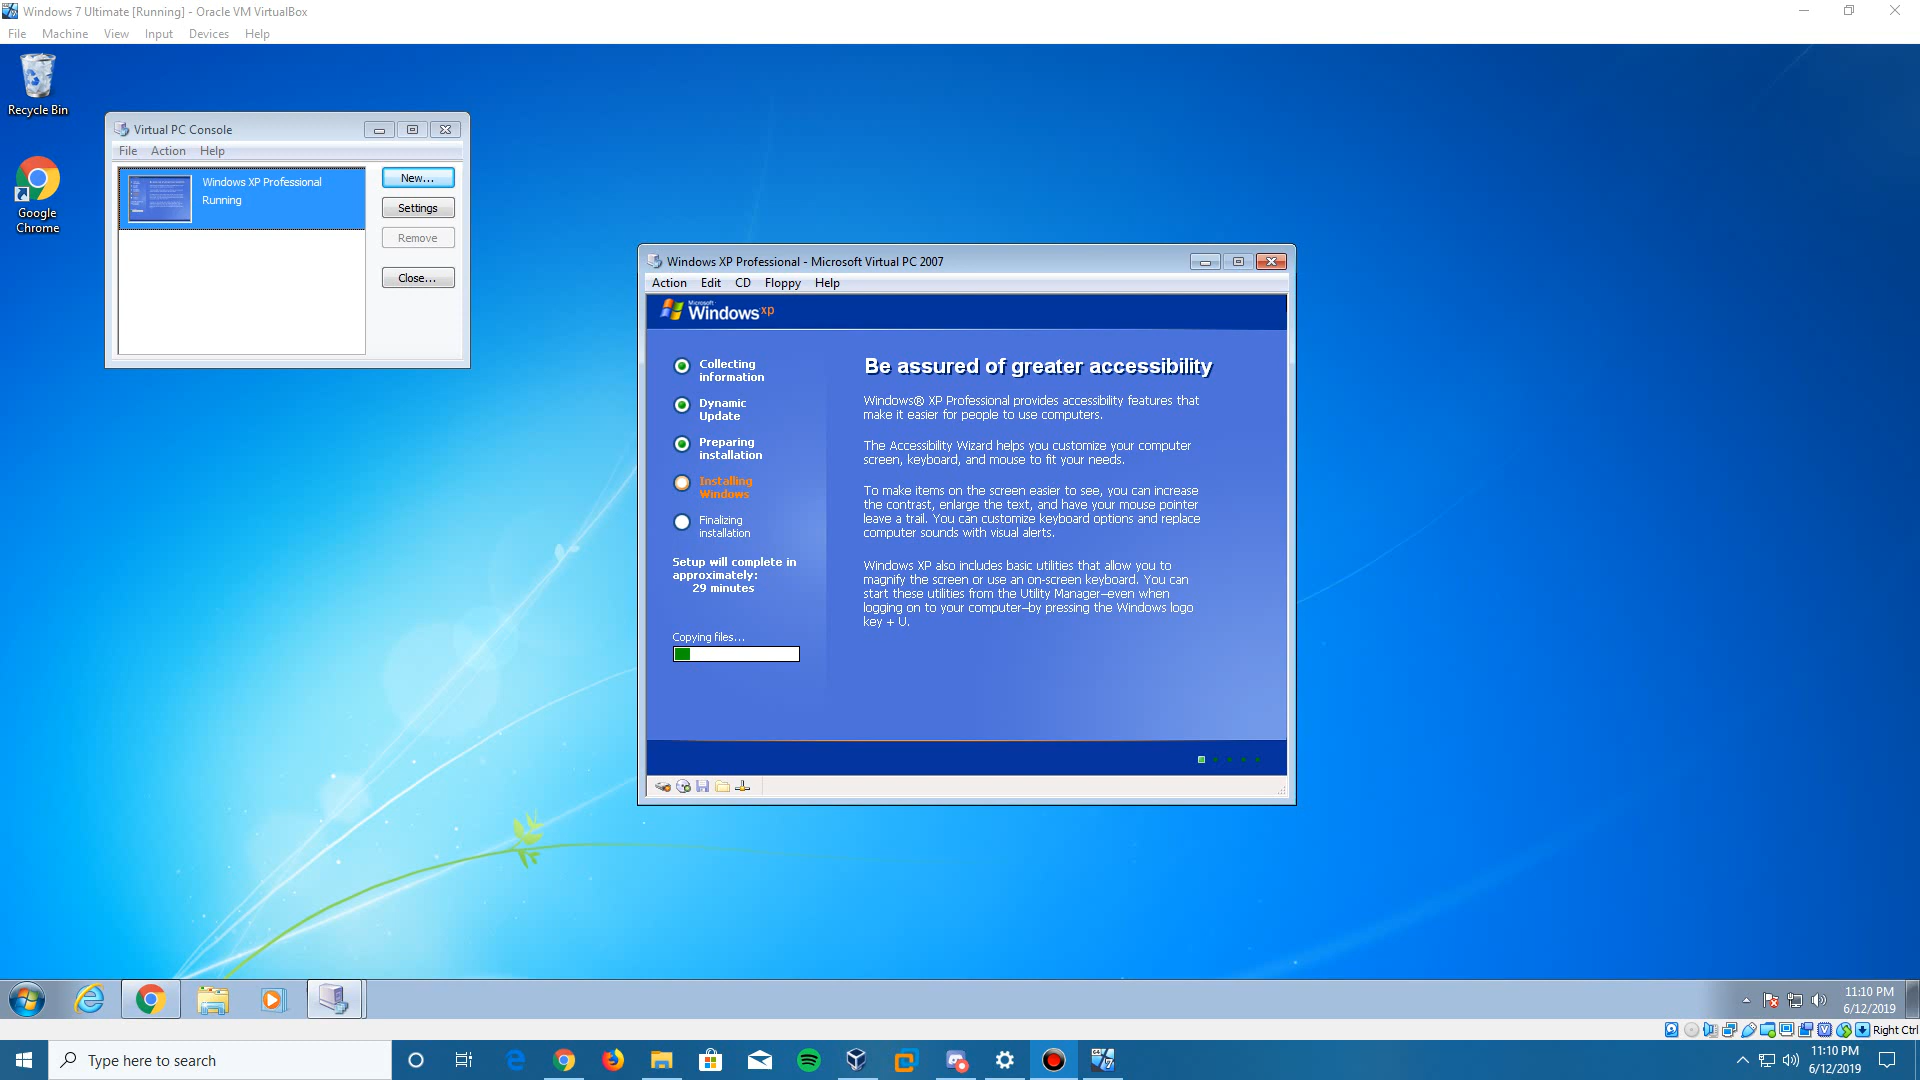 Windows 7 Ultimate [Running] - Oracle VM VirtualBox
File Machine View Input Devices Help
Recycle Bin
Google
Chrome
Virtual PC Console
File Action Help
Windows XP Professional
Running
New...
Settings
Remove
Close...
Windows XP Professional - Microsoft Virtual PC 2007
Action Edit CD Floppy Help
Microsoft
Windows xp
Collecting
information
Dynamic
Update
Preparing
installation
Installing
Windows
Finalizing
installation
Setup will complete in
approximately:
29 minutes
Copying files...
Be assured of greater accessibility
Windows® XP Professional provides accessibility features that
make it easier for people to use computers.
The Accessibility Wizard helps you customize your computer
screen, keyboard, and mouse to fit your needs.
To make items on the screen easier to see, you can increase
the contrast, enlarge the text, and have your mouse pointer
leave a trail. You can customize keyboard options and replace
computer sounds with visual alerts.
Windows XP also includes basic utilities that allow you to
magnify the screen or use an on-screen keyboard. You can
start these utilities from the Utility Manager–even when
logging on to your computer–by pressing the Windows logo
key + U.
11:10 PM
6/12/2019
Right Ctrl
Type here to search
11:10 PM
6/12/2019